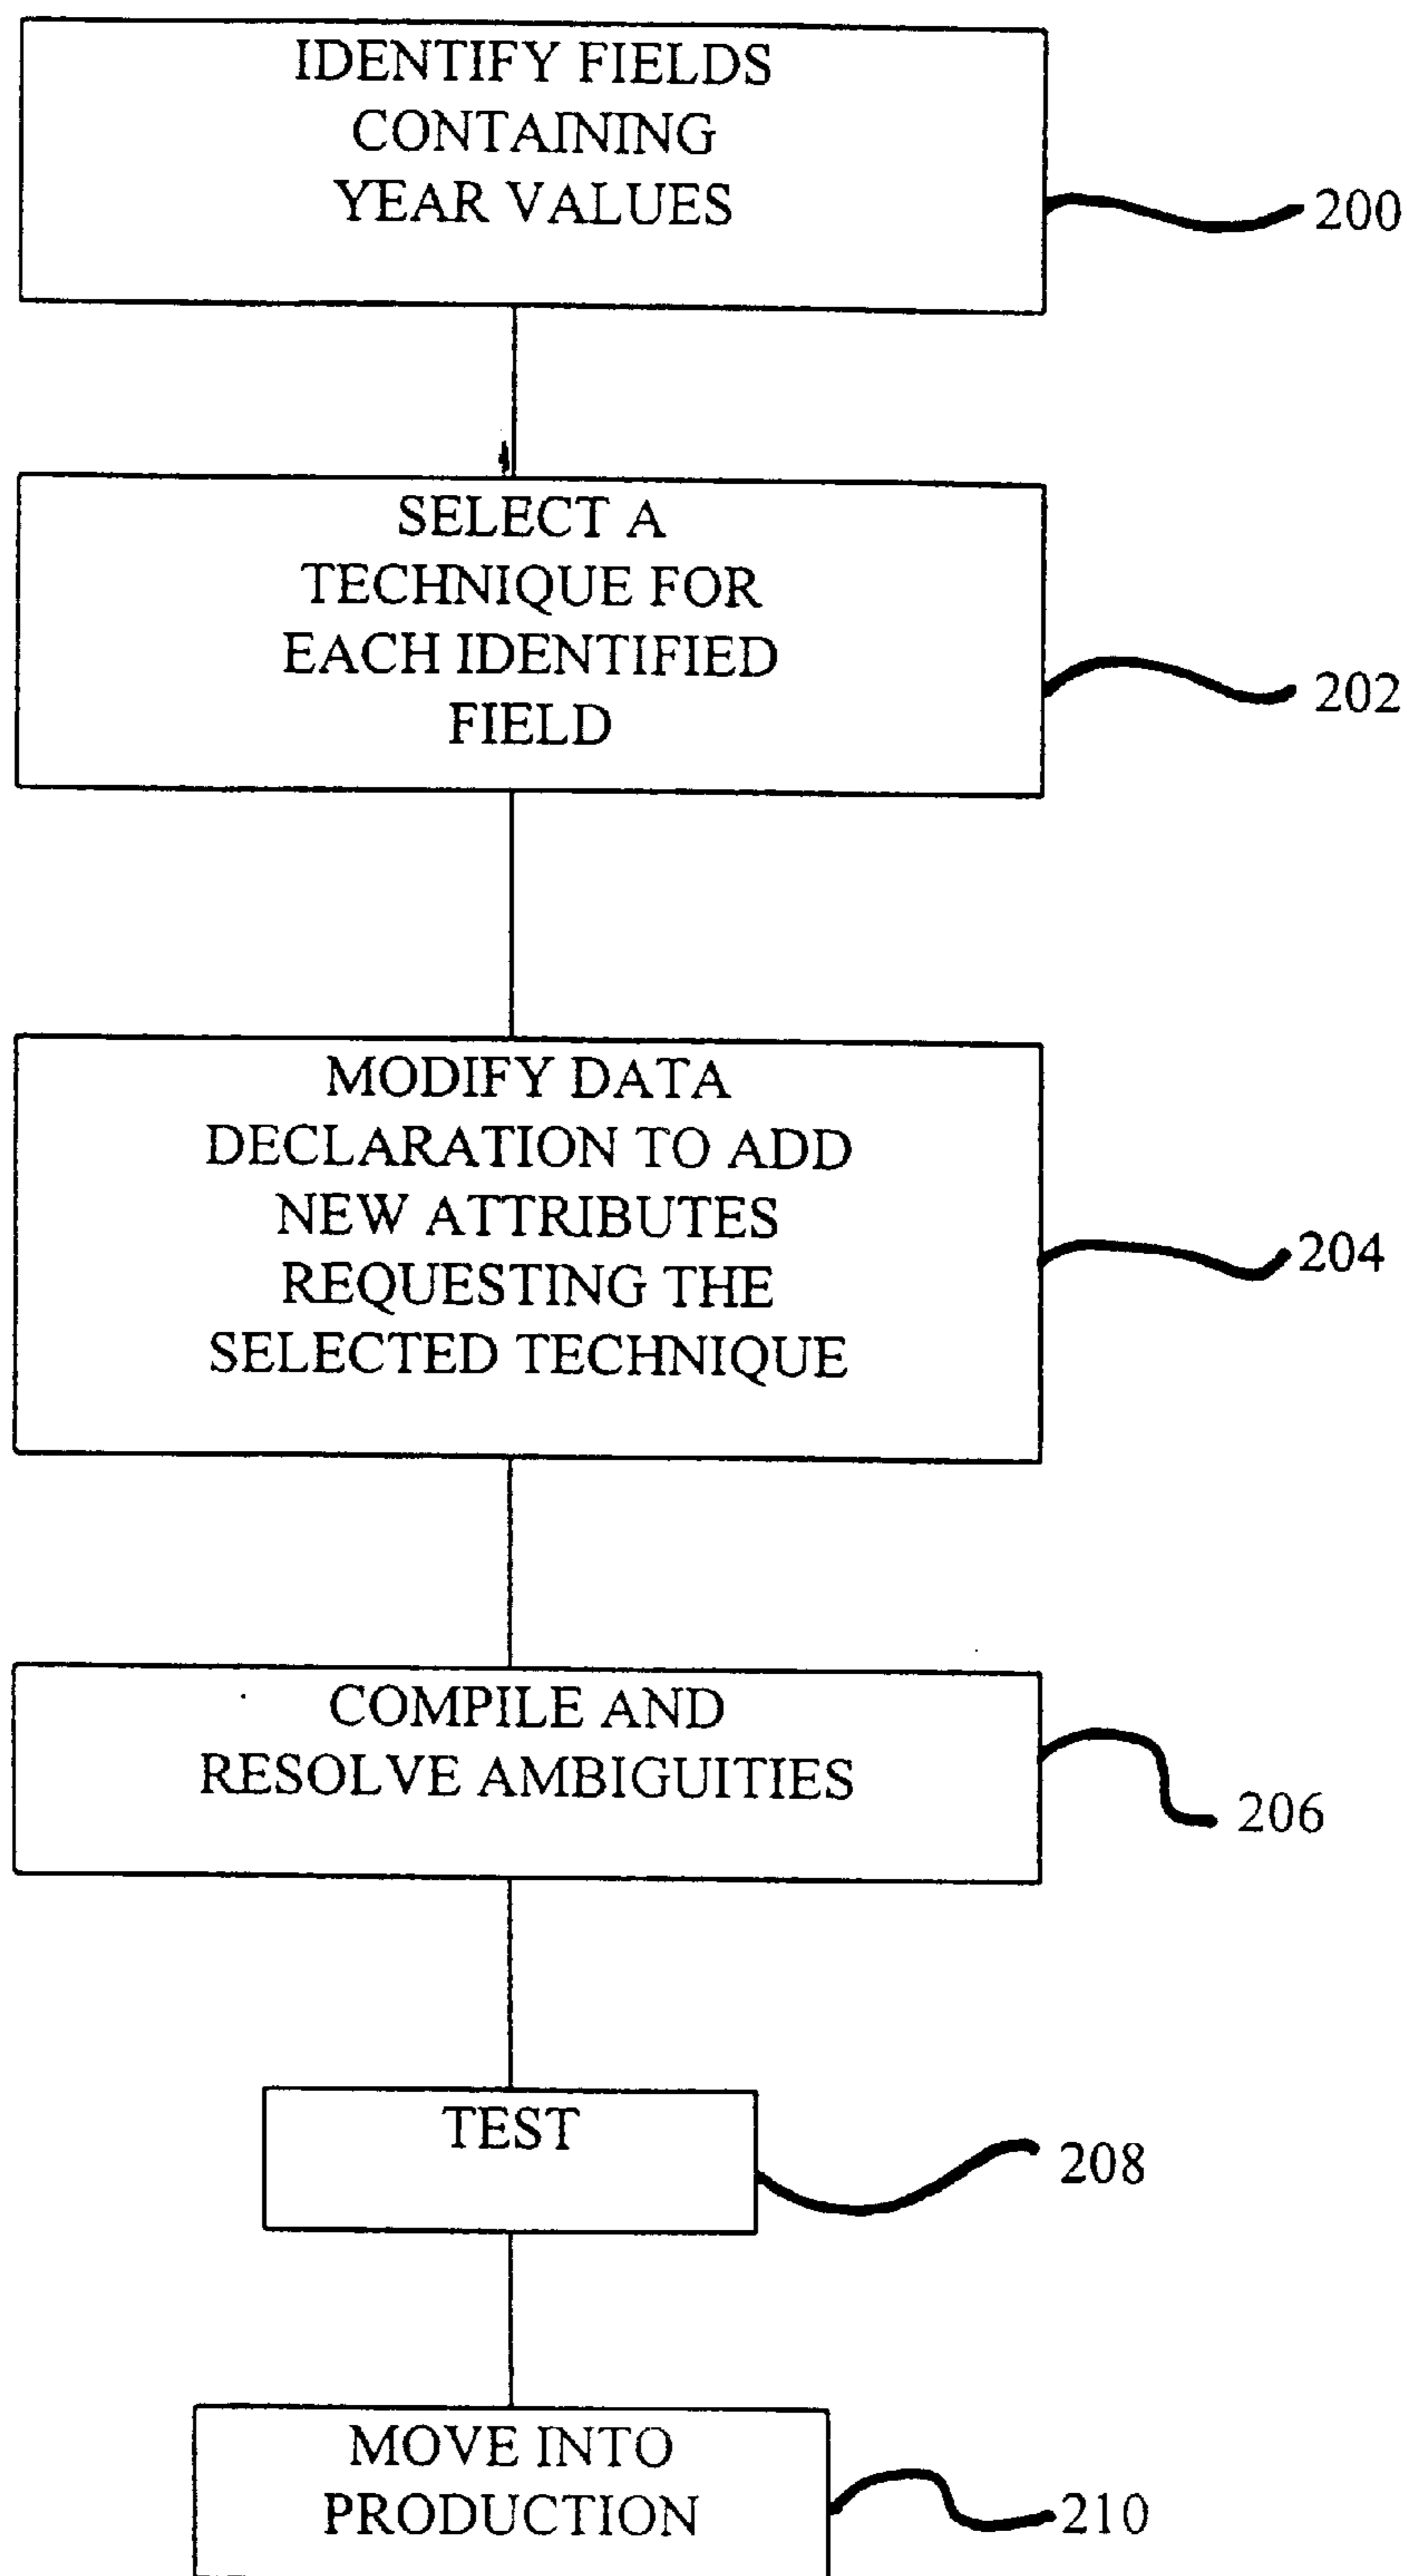 IDENTIFY FIELDS
CONTAINING
YEAR VALUES
200
SELECT A
TECHNIQUE FOR
EACH IDENTIFIED
FIELD
202
MODIFY DATA
DECLARATION TO ADD
NEW ATTRIBUTES
REQUESTING THE
SELECTED TECHNIQUE
204
COMPILE AND
RESOLVE AMBIGUITIES
206
TEST
208
MOVE INTO
PRODUCTION
210